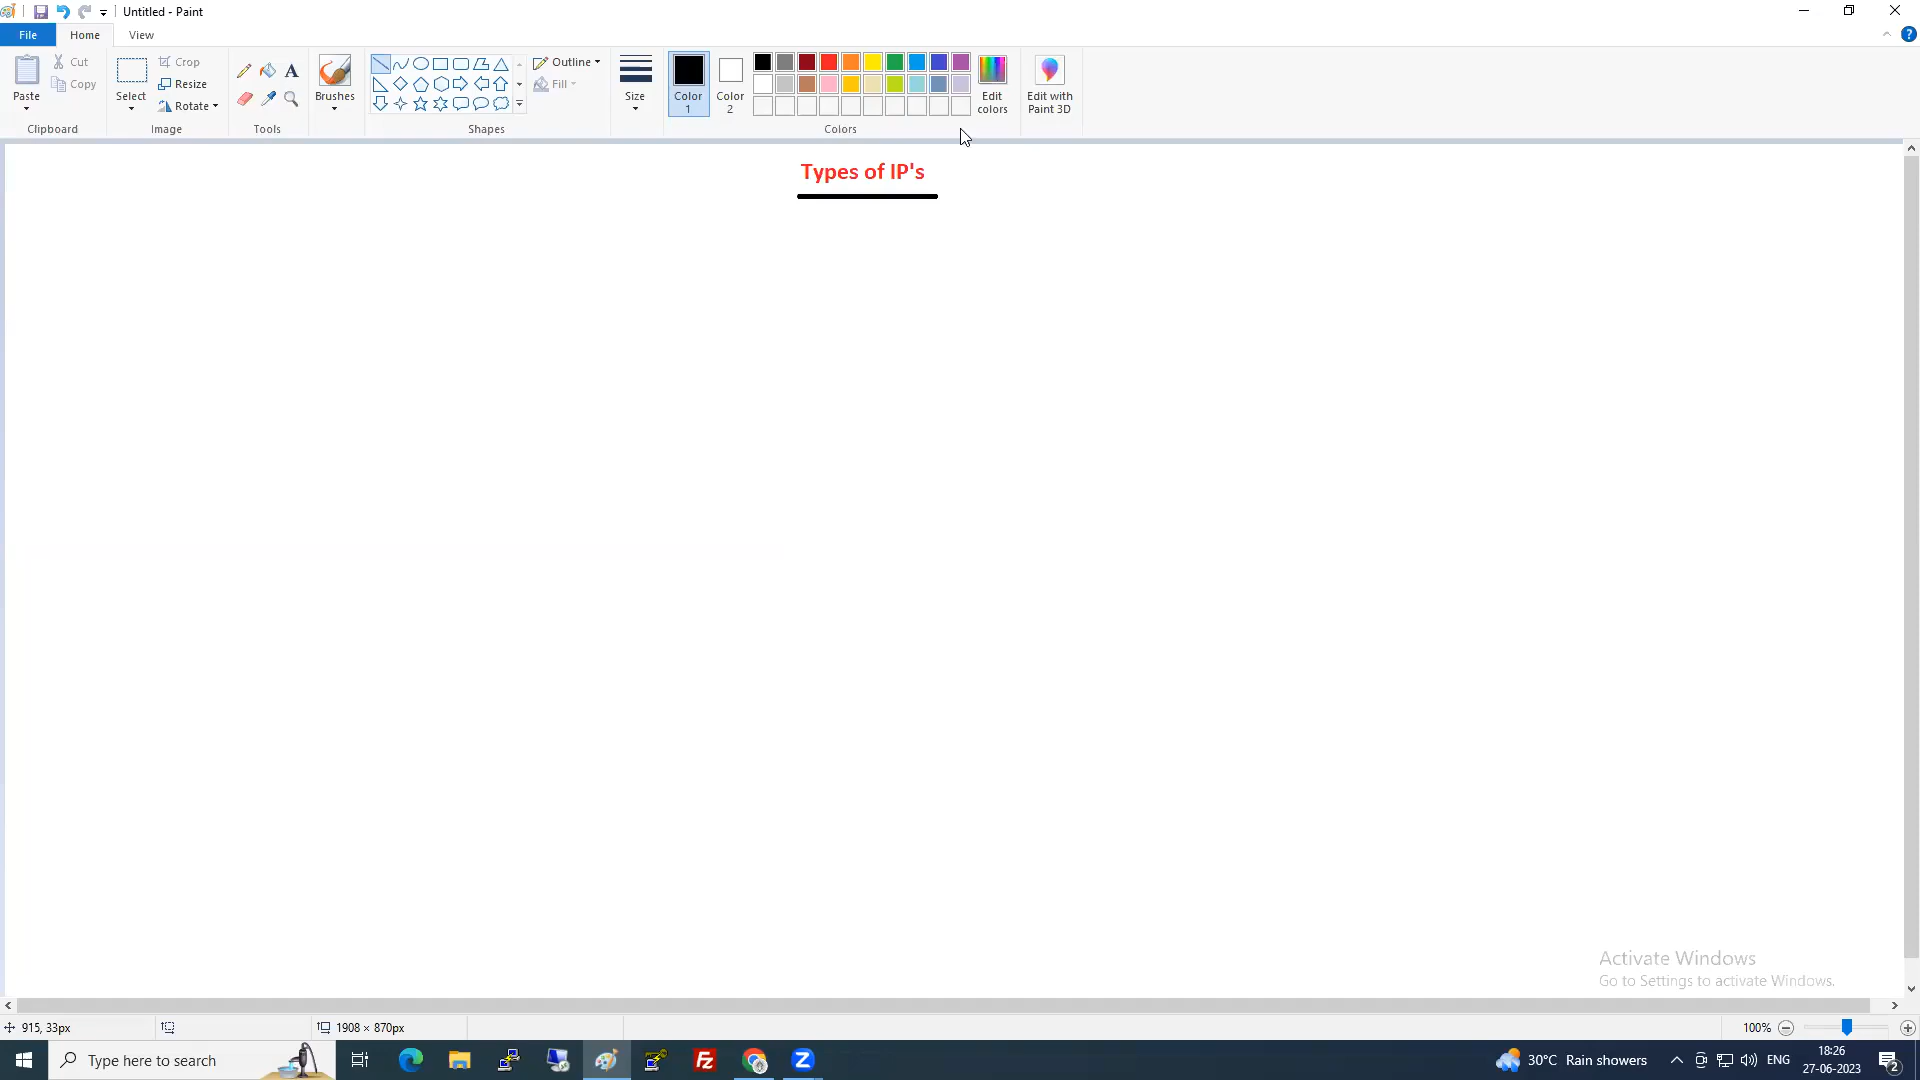 Untitled - Paint
File
Home
View
Paste
Cut
Copy
Clipboard
Select
Crop
Resize
Rotate
Image
Tools
Brushes
Shapes
Outline
Fill
Size
Color
1
Color
2
Colors
Edit
colors
Edit with
Paint 3D
Types of IP's
Activate Windows
Go to Settings to activate Windows.
915, 33px
1908 × 870px
100%
Type here to search
30°C Rain showers
ENG
18:26
27-06-2023
2